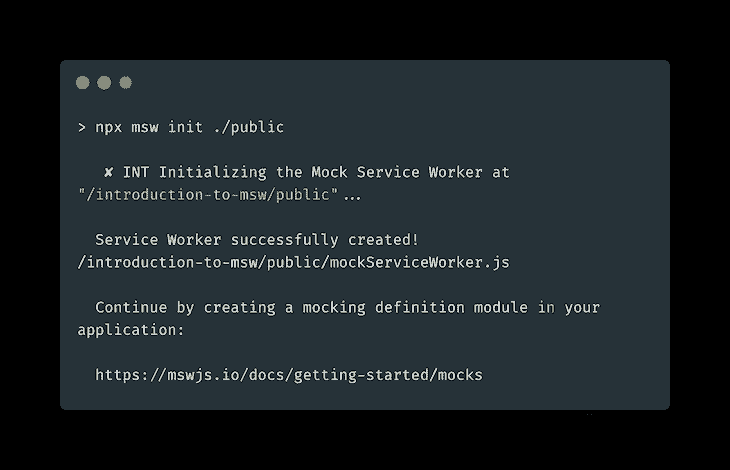 > npx msw init ./public
✘ INT Initializing the Mock Service Worker at
"/introduction-to-msw/public"...
Service Worker successfully created!
/introduction-to-msw/public/mockServiceWorker.js
Continue by creating a mocking definition module in your
application:
https://mswjs.io/docs/getting-started/mocks